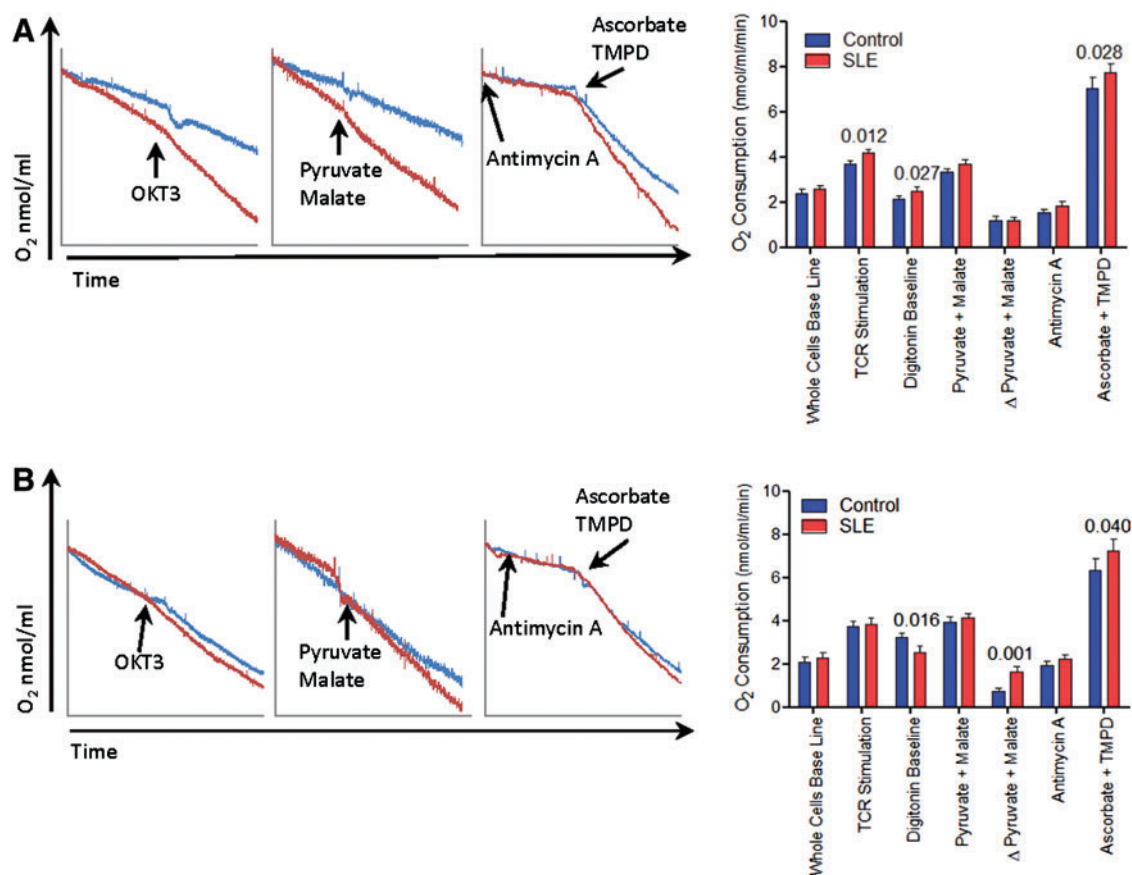 A
O₂ nmol/ml
Time
OKT3
Pyruvate
Malate
Antimycin A
Ascorbate
TMPD
O₂ Consumption (nmol/ml/min)
10
8
6
4
2
0
Control
SLE
0.012
0.027
0.028
Whole Cells Base Line
TCR Stimulation
Digitonin Baseline
Pyruvate + Malate
Δ Pyruvate + Malate
Antimycin A
Ascorbate + TMPD
B
O₂ nmol/ml
Time
OKT3
Pyruvate
Malate
Antimycin A
Ascorbate
TMPD
O₂ Consumption (nmol/ml/min)
10
8
6
4
2
0
Control
SLE
0.016
0.001
0.040
Whole Cells Base Line
TCR Stimulation
Digitonin Baseline
Pyruvate + Malate
Δ Pyruvate + Malate
Antimycin A
Ascorbate + TMPD